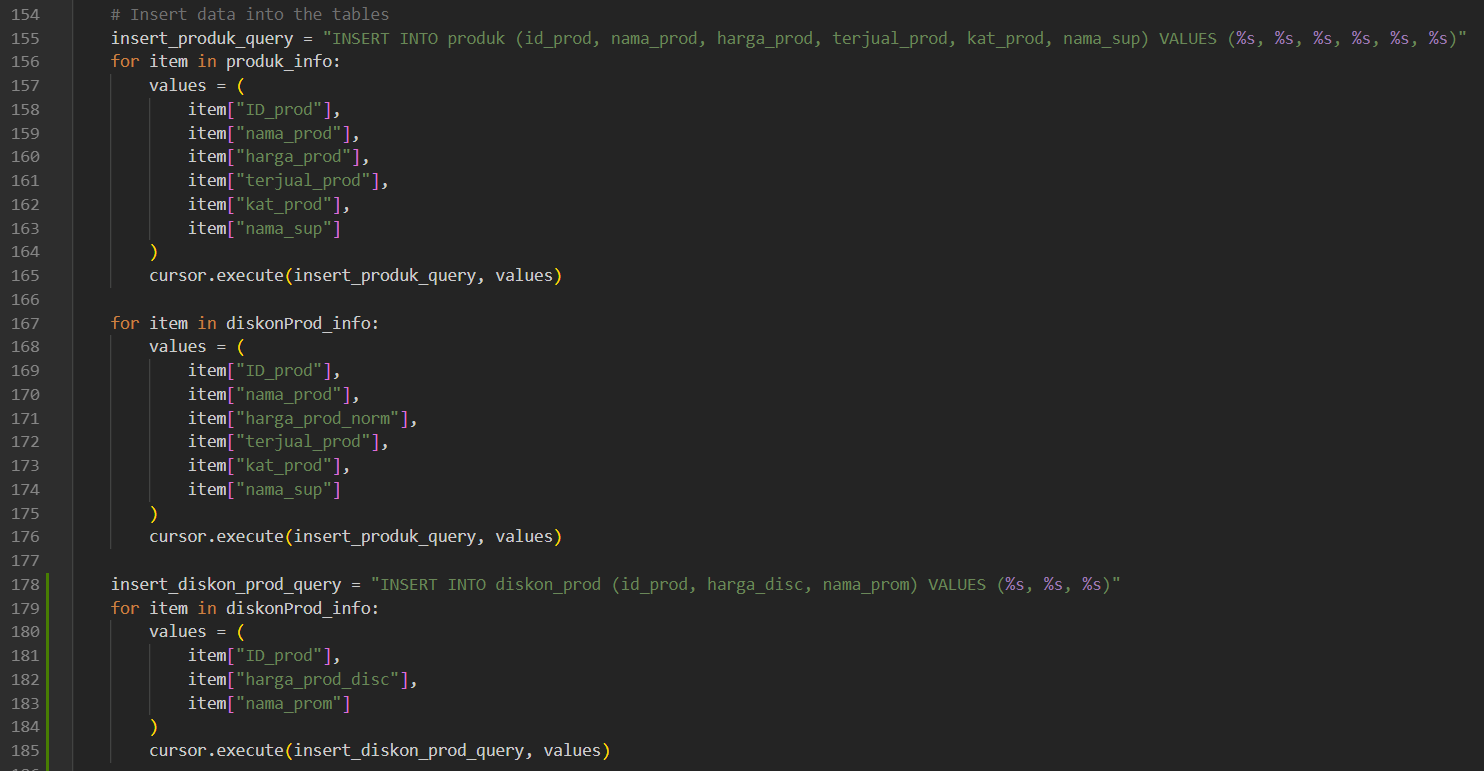 154 # Insert data into the tables
155 insert_produk_query = "INSERT INTO produk (id_prod, nama_prod, harga_prod, terjual_prod, kat_prod, nama_sup) VALUES (%s, %s, %s, %s, %s, %s)"
156 for item in produk_info:
157 values = (
158 item["ID_prod"],
159 item["nama_prod"],
160 item["harga_prod"],
161 item["terjual_prod"],
162 item["kat_prod"],
163 item["nama_sup"]
164 )
165 cursor.execute(insert_produk_query, values)
166
167 for item in diskonProd_info:
168 values = (
169 item["ID_prod"],
170 item["nama_prod"],
171 item["harga_prod_norm"],
172 item["terjual_prod"],
173 item["kat_prod"],
174 item["nama_sup"]
175 )
176 cursor.execute(insert_produk_query, values)
177
178 insert_diskon_prod_query = "INSERT INTO diskon_prod (id_prod, harga_disc, nama_prom) VALUES (%s, %s, %s)"
179 for item in diskonProd_info:
180 values = (
181 item["ID_prod"],
182 item["harga_prod_disc"],
183 item["nama_prom"]
184 )
185 cursor.execute(insert_diskon_prod_query, values)